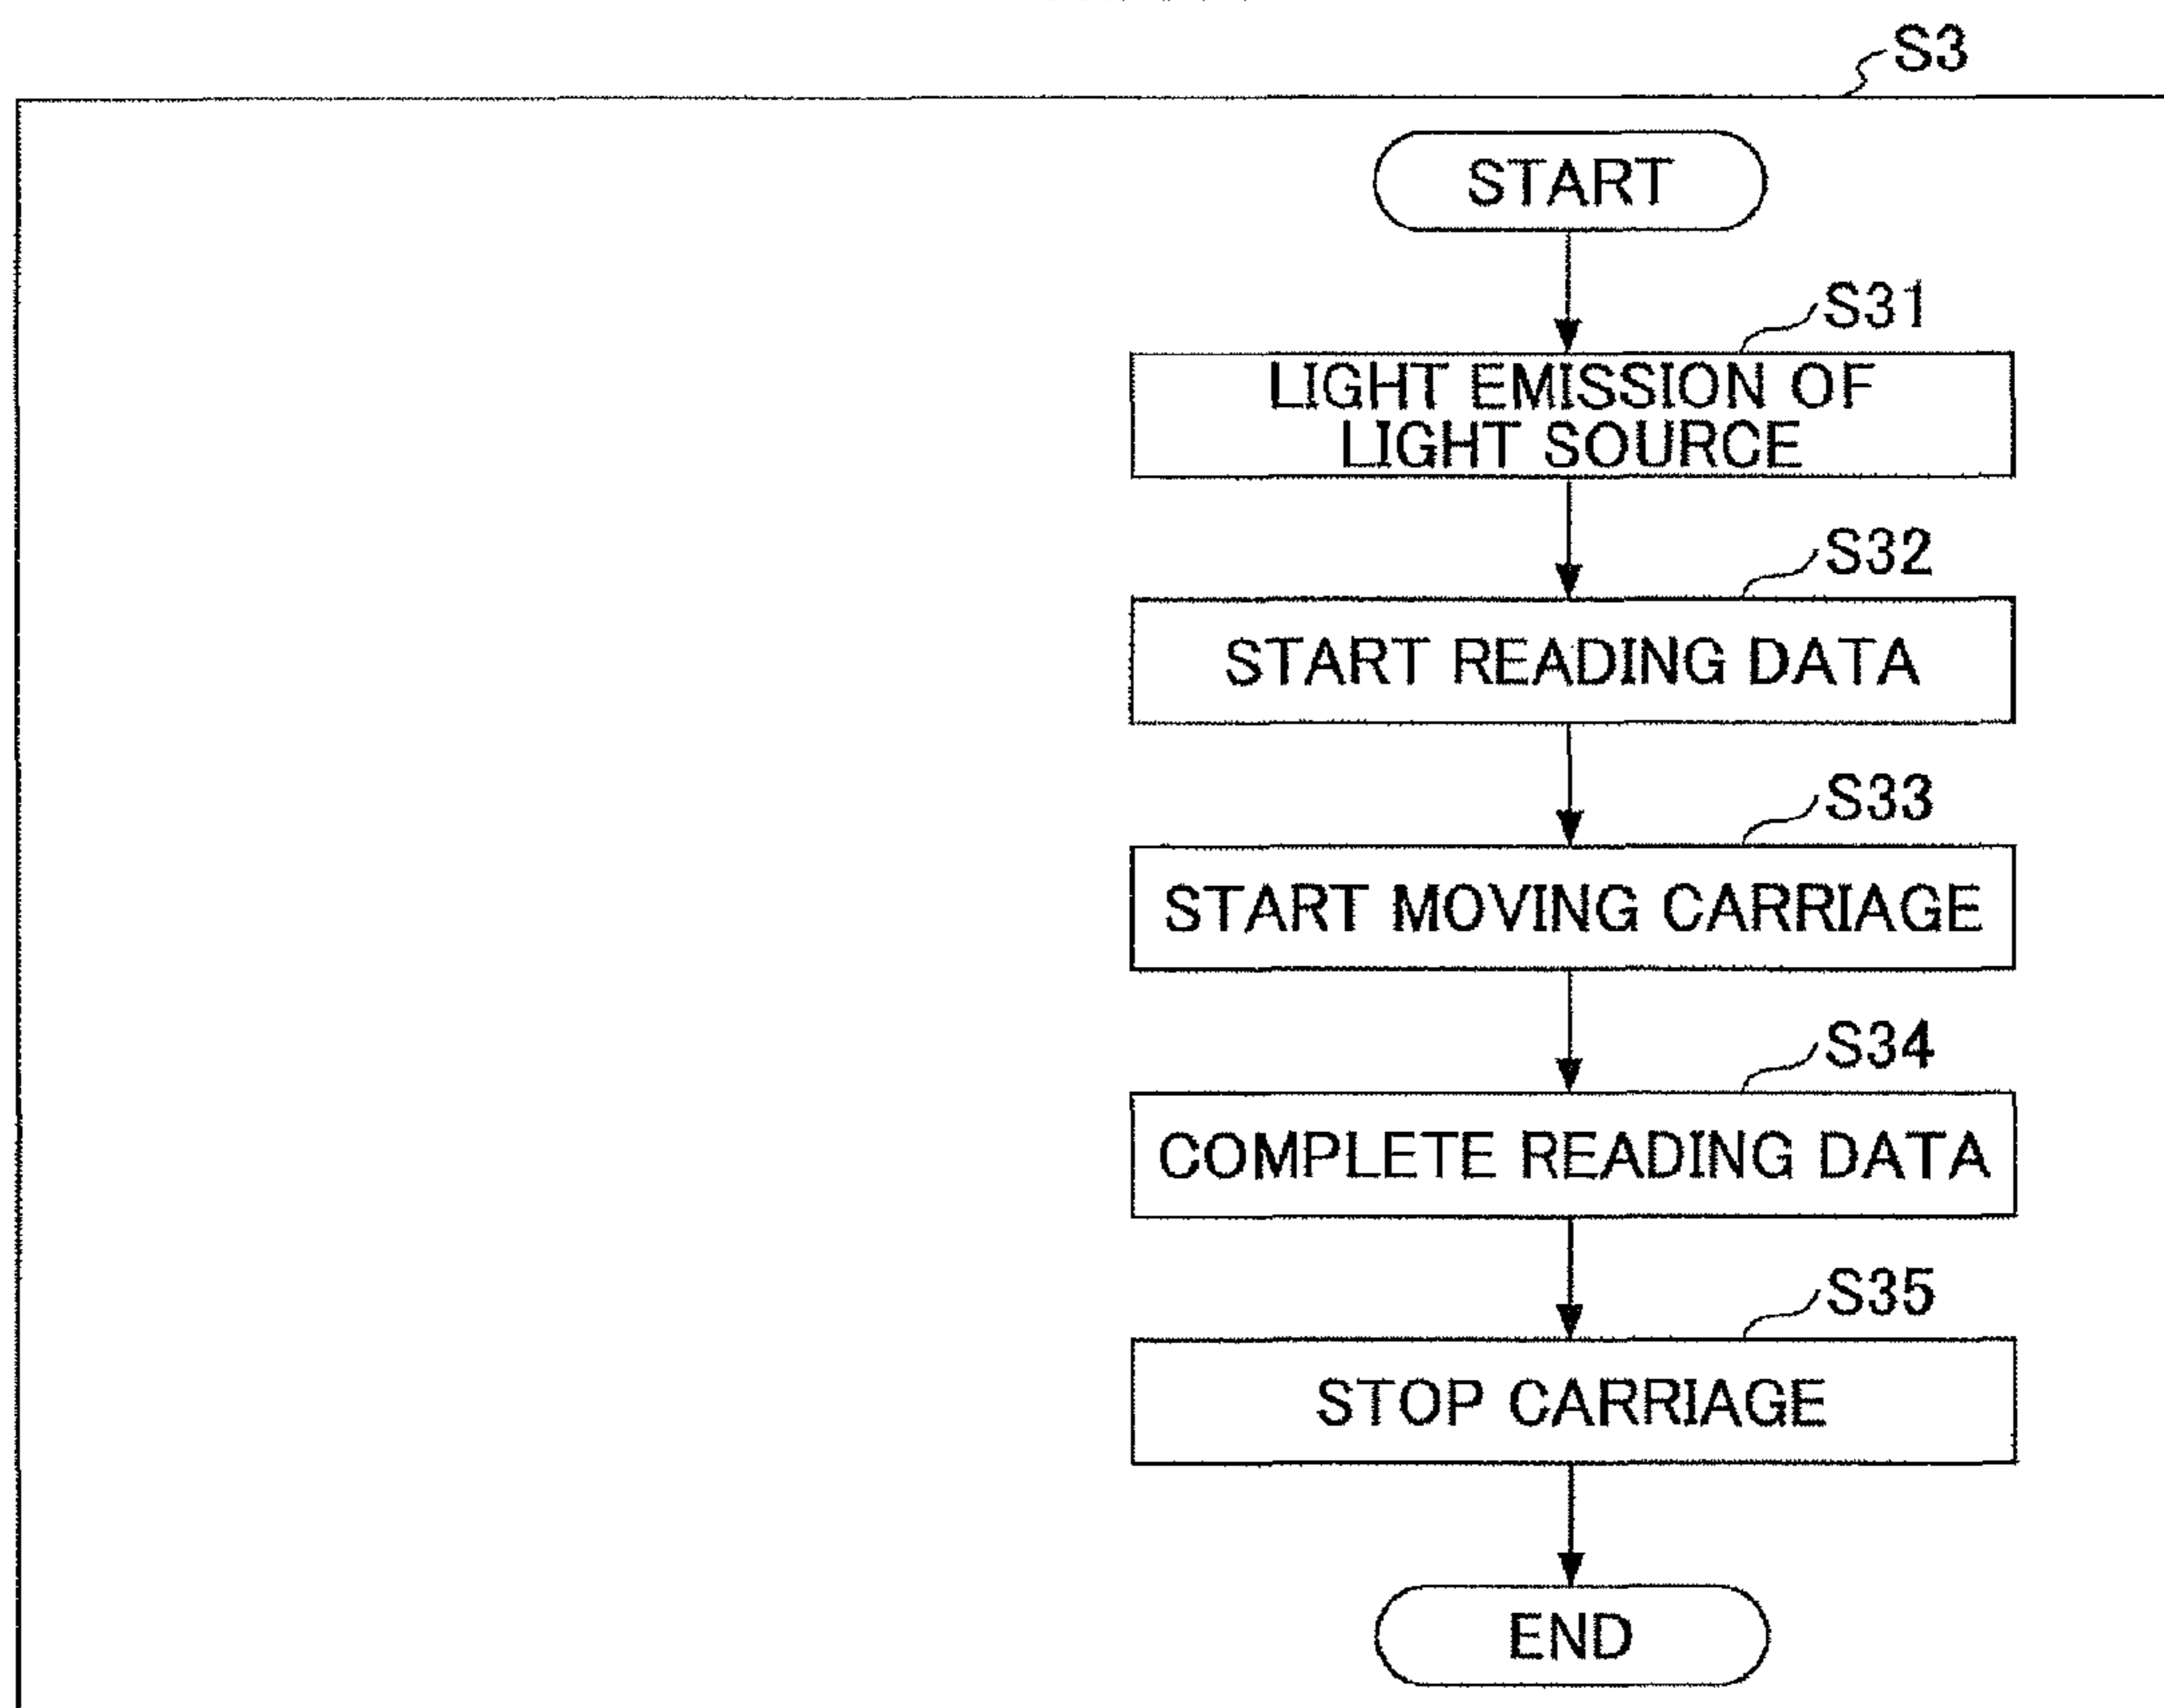 S3
START
S31
LIGHT EMISSION OF
LIGHT SOURCE
S32
START READING DATA
S33
START MOVING CARRIAGE
S34
COMPLETE READING DATA
S35
STOP CARRIAGE
END